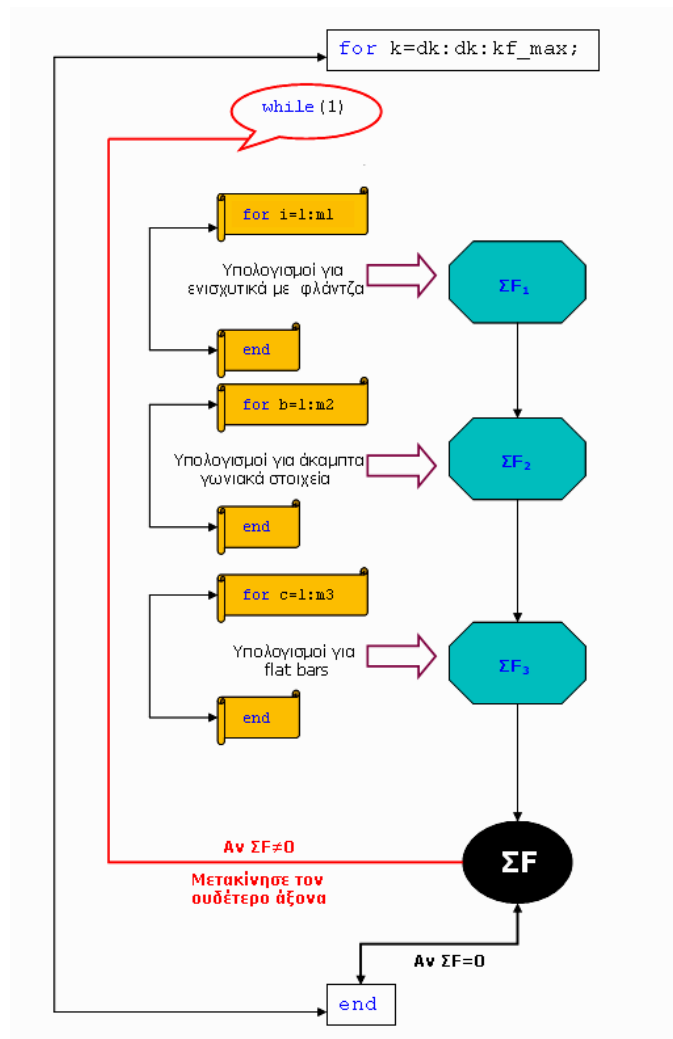 for k=dk:dk:kf_max;
while(1)
for i=1:m1
Υπολογισμοί για
ενισχυτικά με φλάντζα
ΣF₁
end
for b=1:m2
Υπολογισμοί για άκαμπτα
γωνιακά στοιχεία
ΣF₂
end
for c=1:m3
Υπολογισμοί για
flat bars
ΣF₃
end
Αν ΣF≠0
ΣF
Μετακίνησε τον
ουδέτερο άξονα
Αν ΣF=0
end